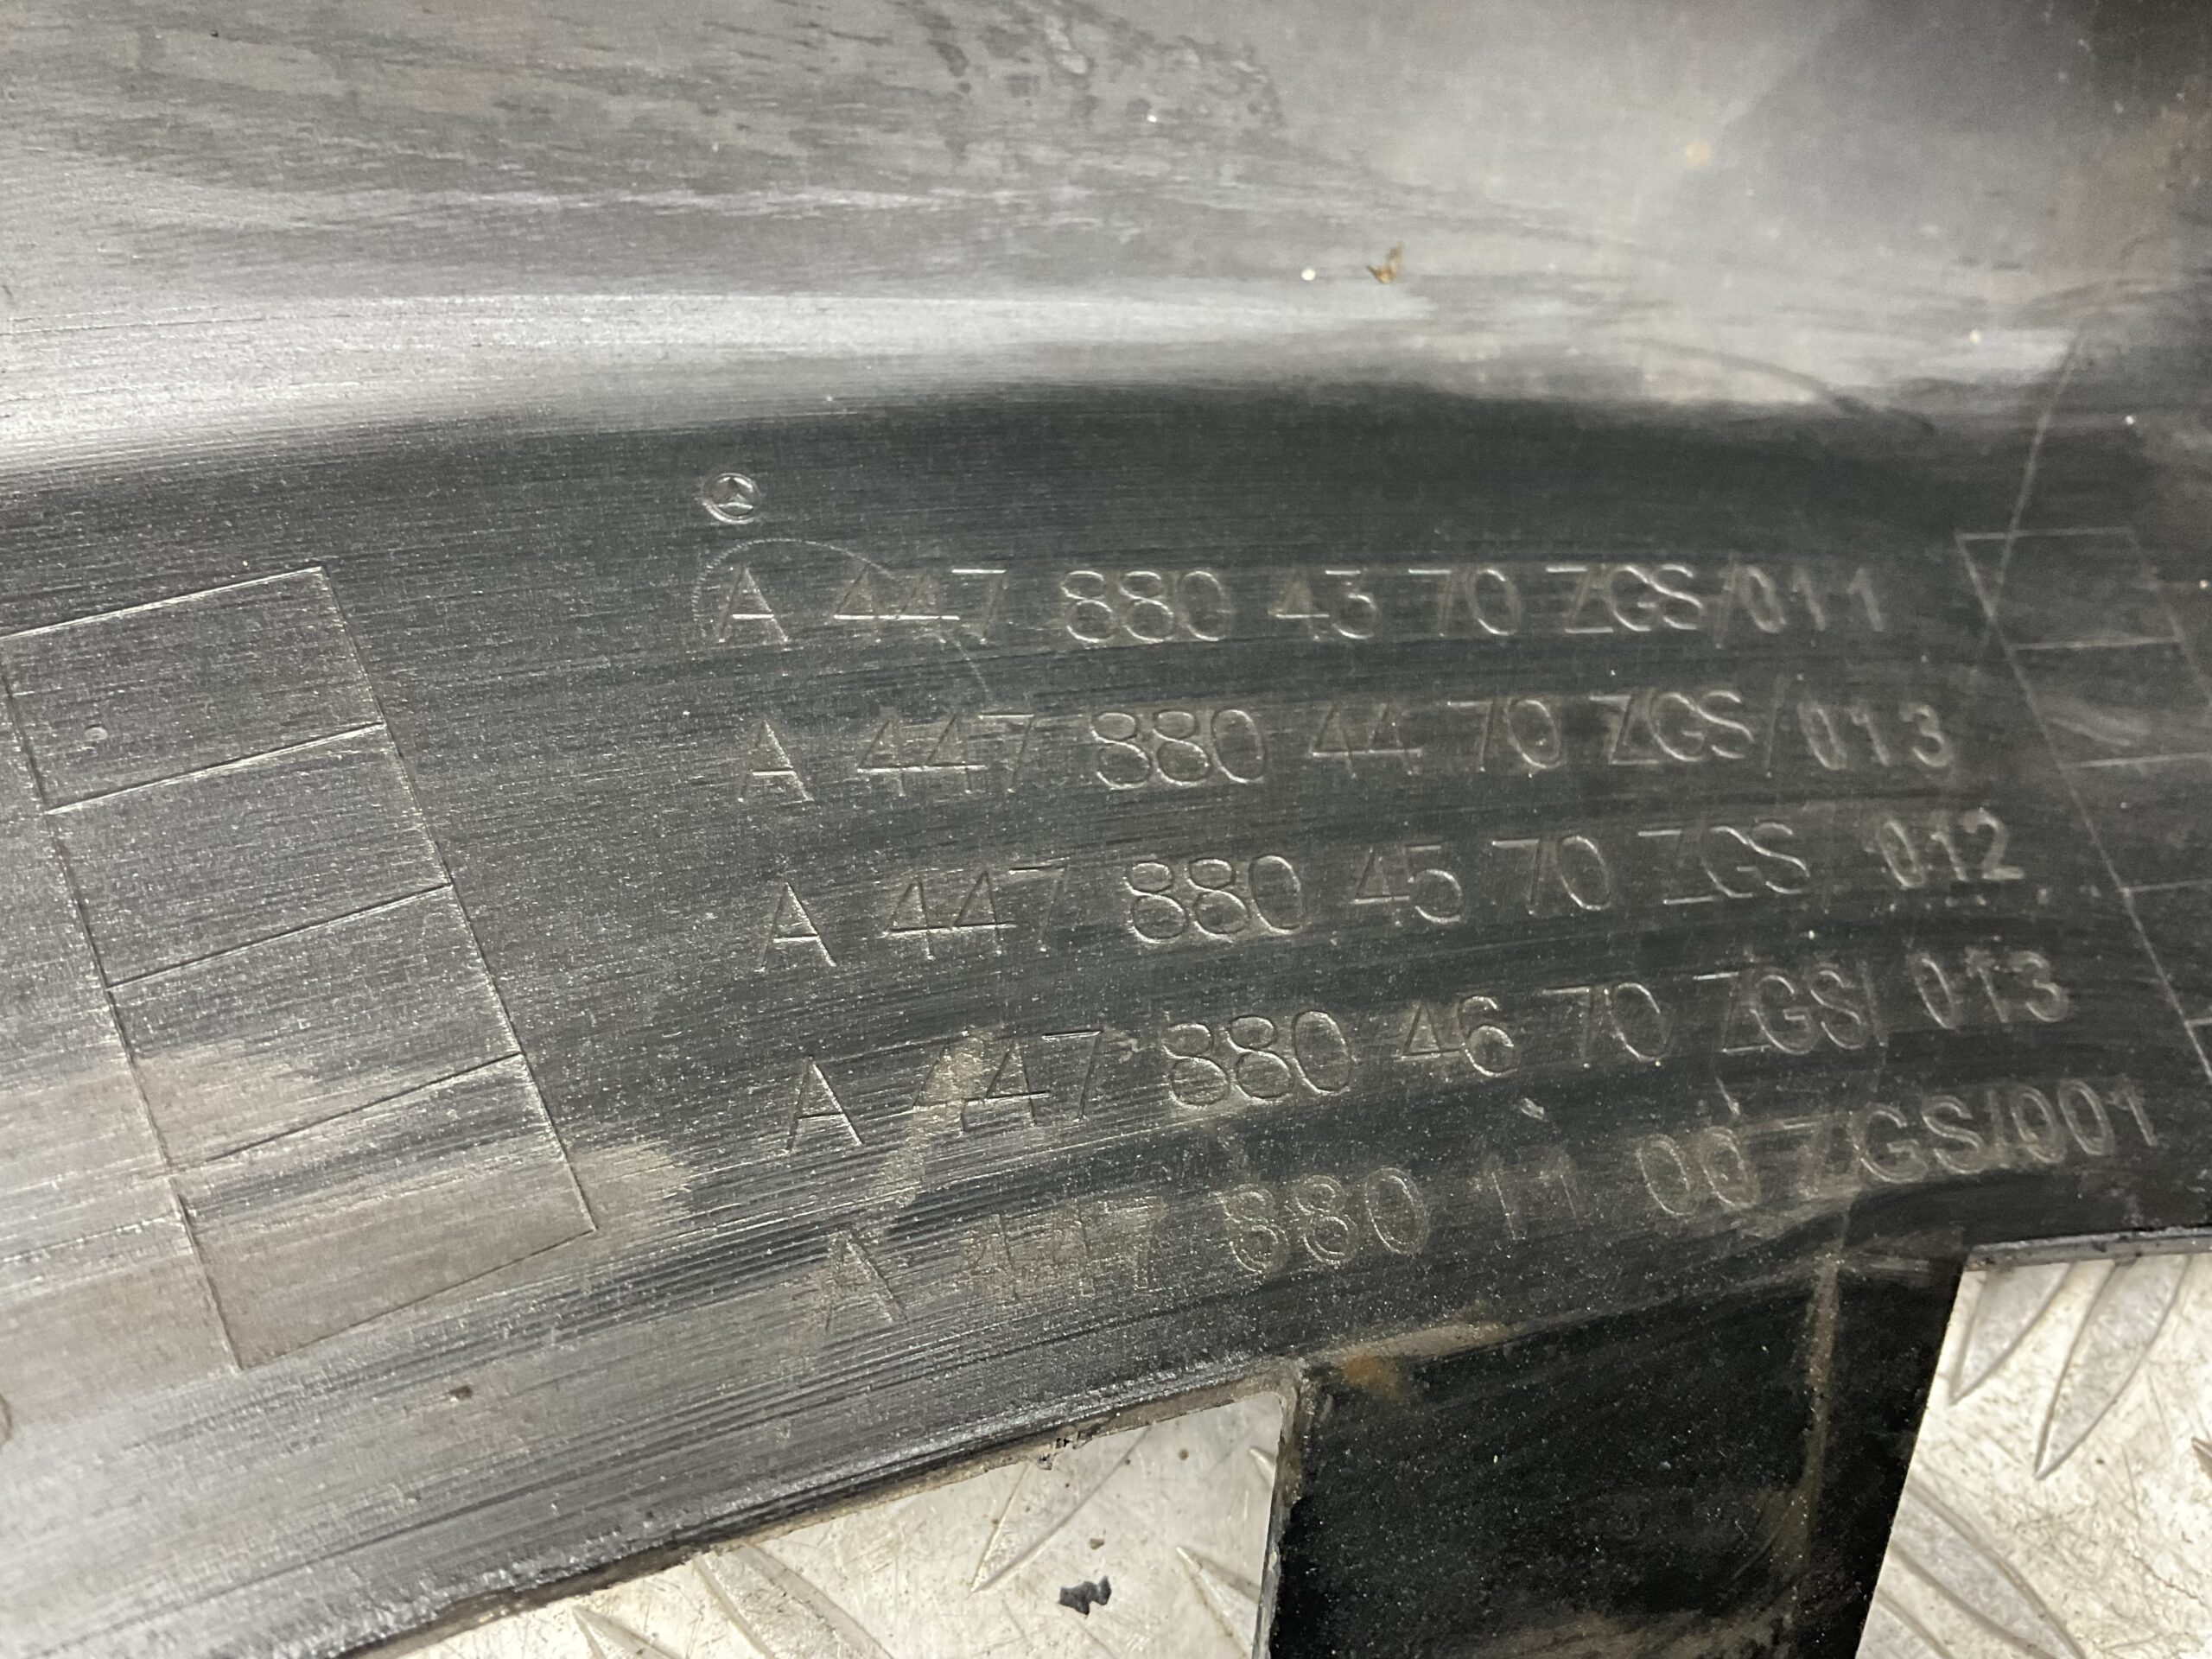 A 447 880 43 70 ZGS/011
A 447 880 44 70 ZGS/013
A 447 880 45 70 ZGS/ 012
A 447 880 46 70 ZGS/ 013
A 447 880 11 00 ZGS/001